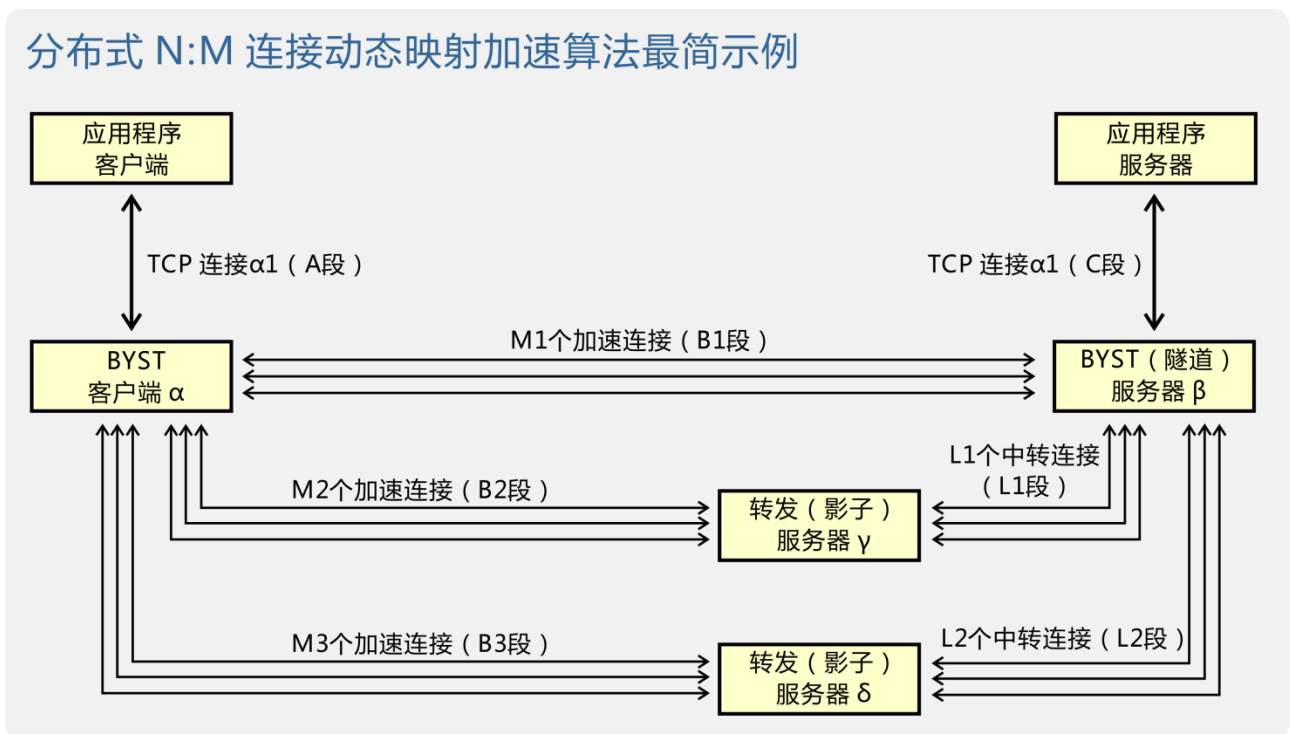 分布式 N:M 连接动态映射加速算法最简示例
应用程序
客户端
应用程序
服务器
TCP 连接α1（A段）
TCP 连接α1（C段）
M1个加速连接（B1段）
BYST
客户端 α
BYST（隧道）
服务器 β
L1个中转连接
（L1段）
M2个加速连接（B2段）
转发（影子）
服务器 γ
M3个加速连接（B3段）
L2个中转连接（L2段）
转发（影子）
服务器 δ